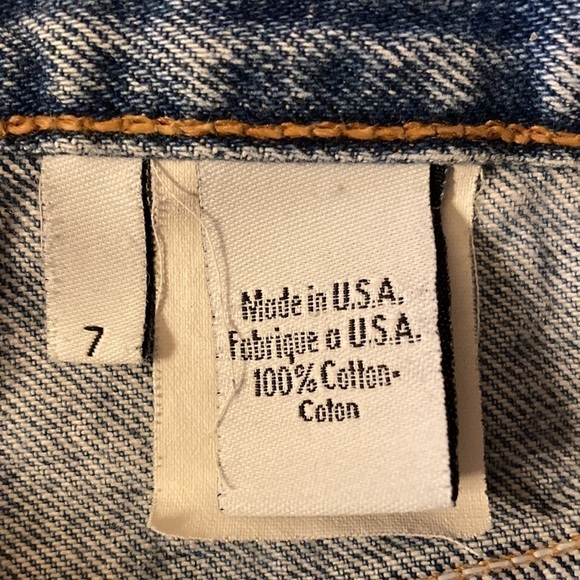 7
Made in U.S.A.
Fabrique a U.S.A.
100% Cotton-
Coton